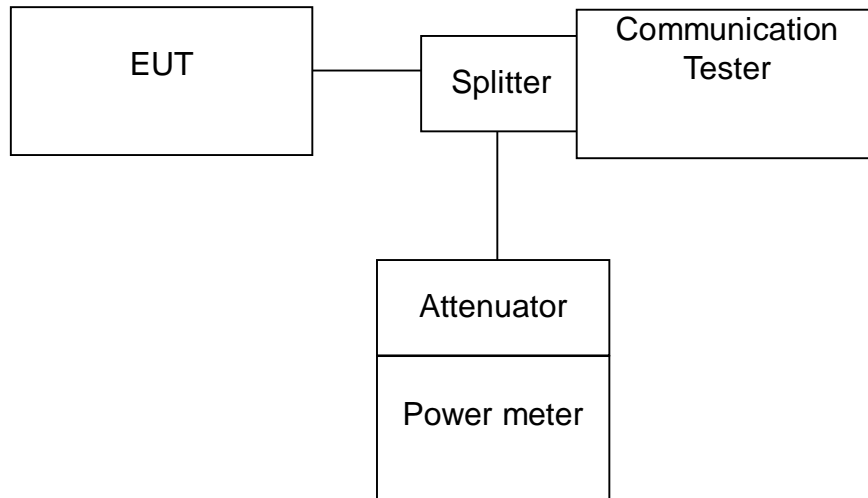 EUT
Splitter
Communication
Tester
Attenuator
Power meter